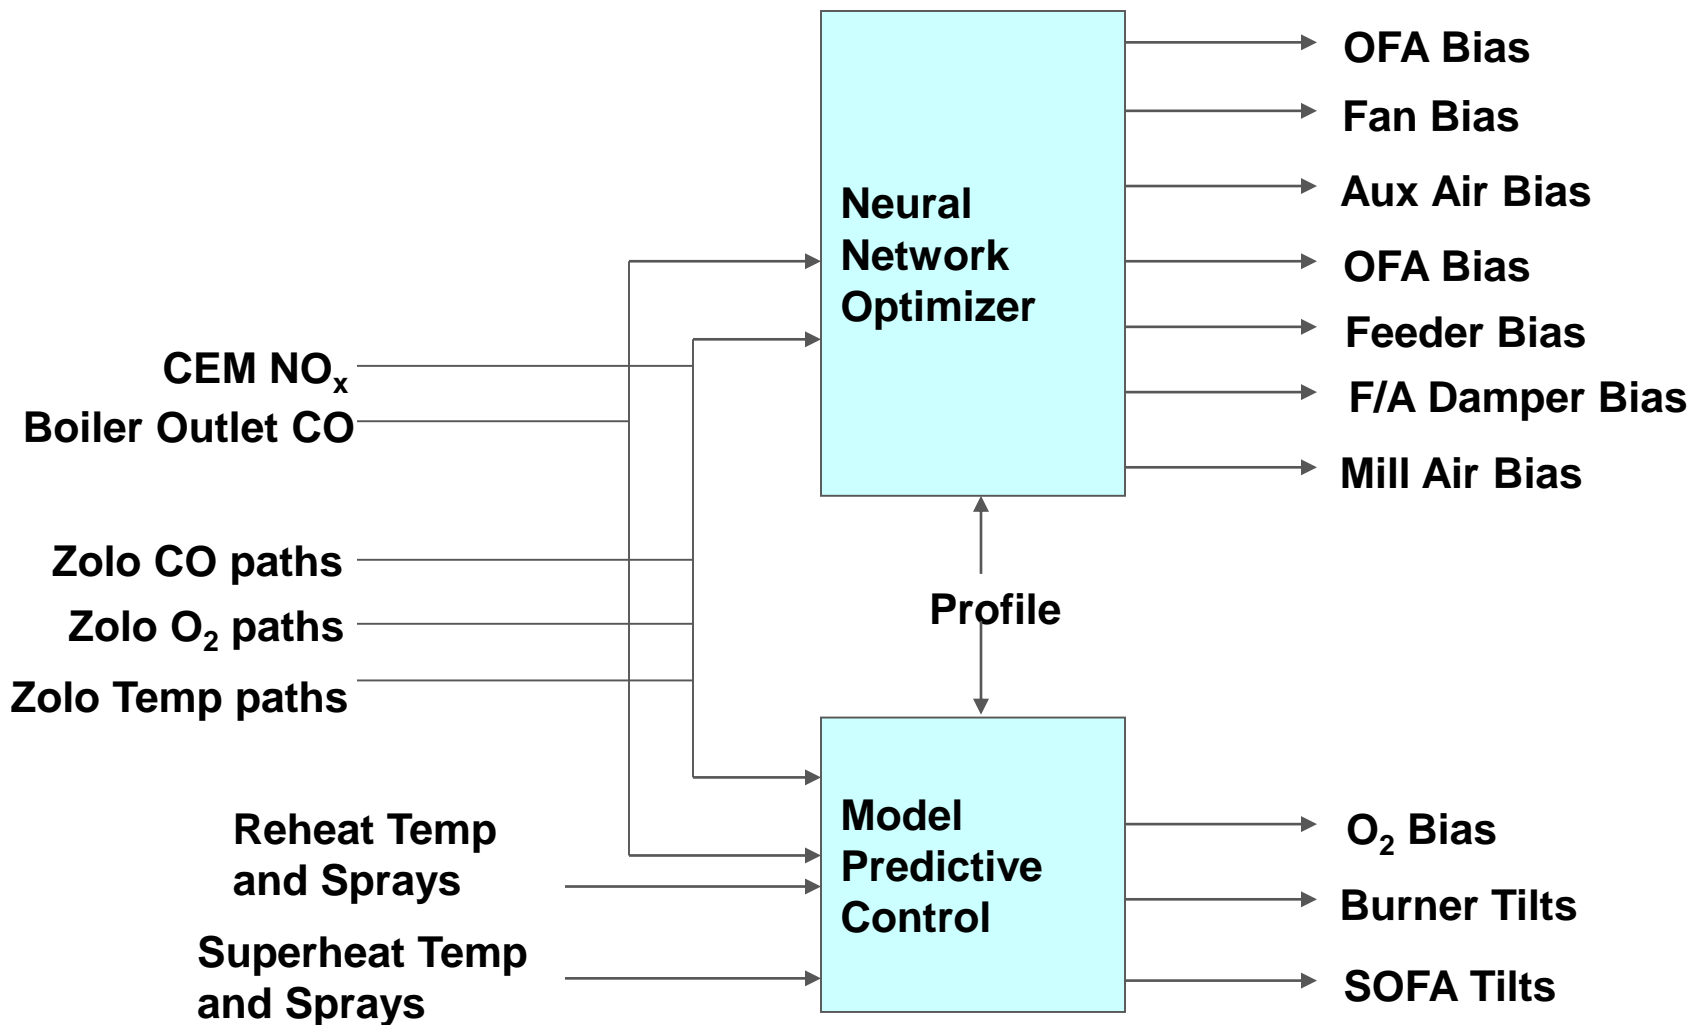 OFA Bias
Fan Bias
Aux Air Bias
OFA Bias
Feeder Bias
F/A Damper Bias
Mill Air Bias
Neural
Network
Optimizer
CEM NOₓ
Boiler Outlet CO
Zolo CO paths
Zolo O₂ paths
Zolo Temp paths
Profile
Reheat Temp
and Sprays
Superheat Temp
and Sprays
Model
Predictive
Control
O₂ Bias
Burner Tilts
SOFA Tilts